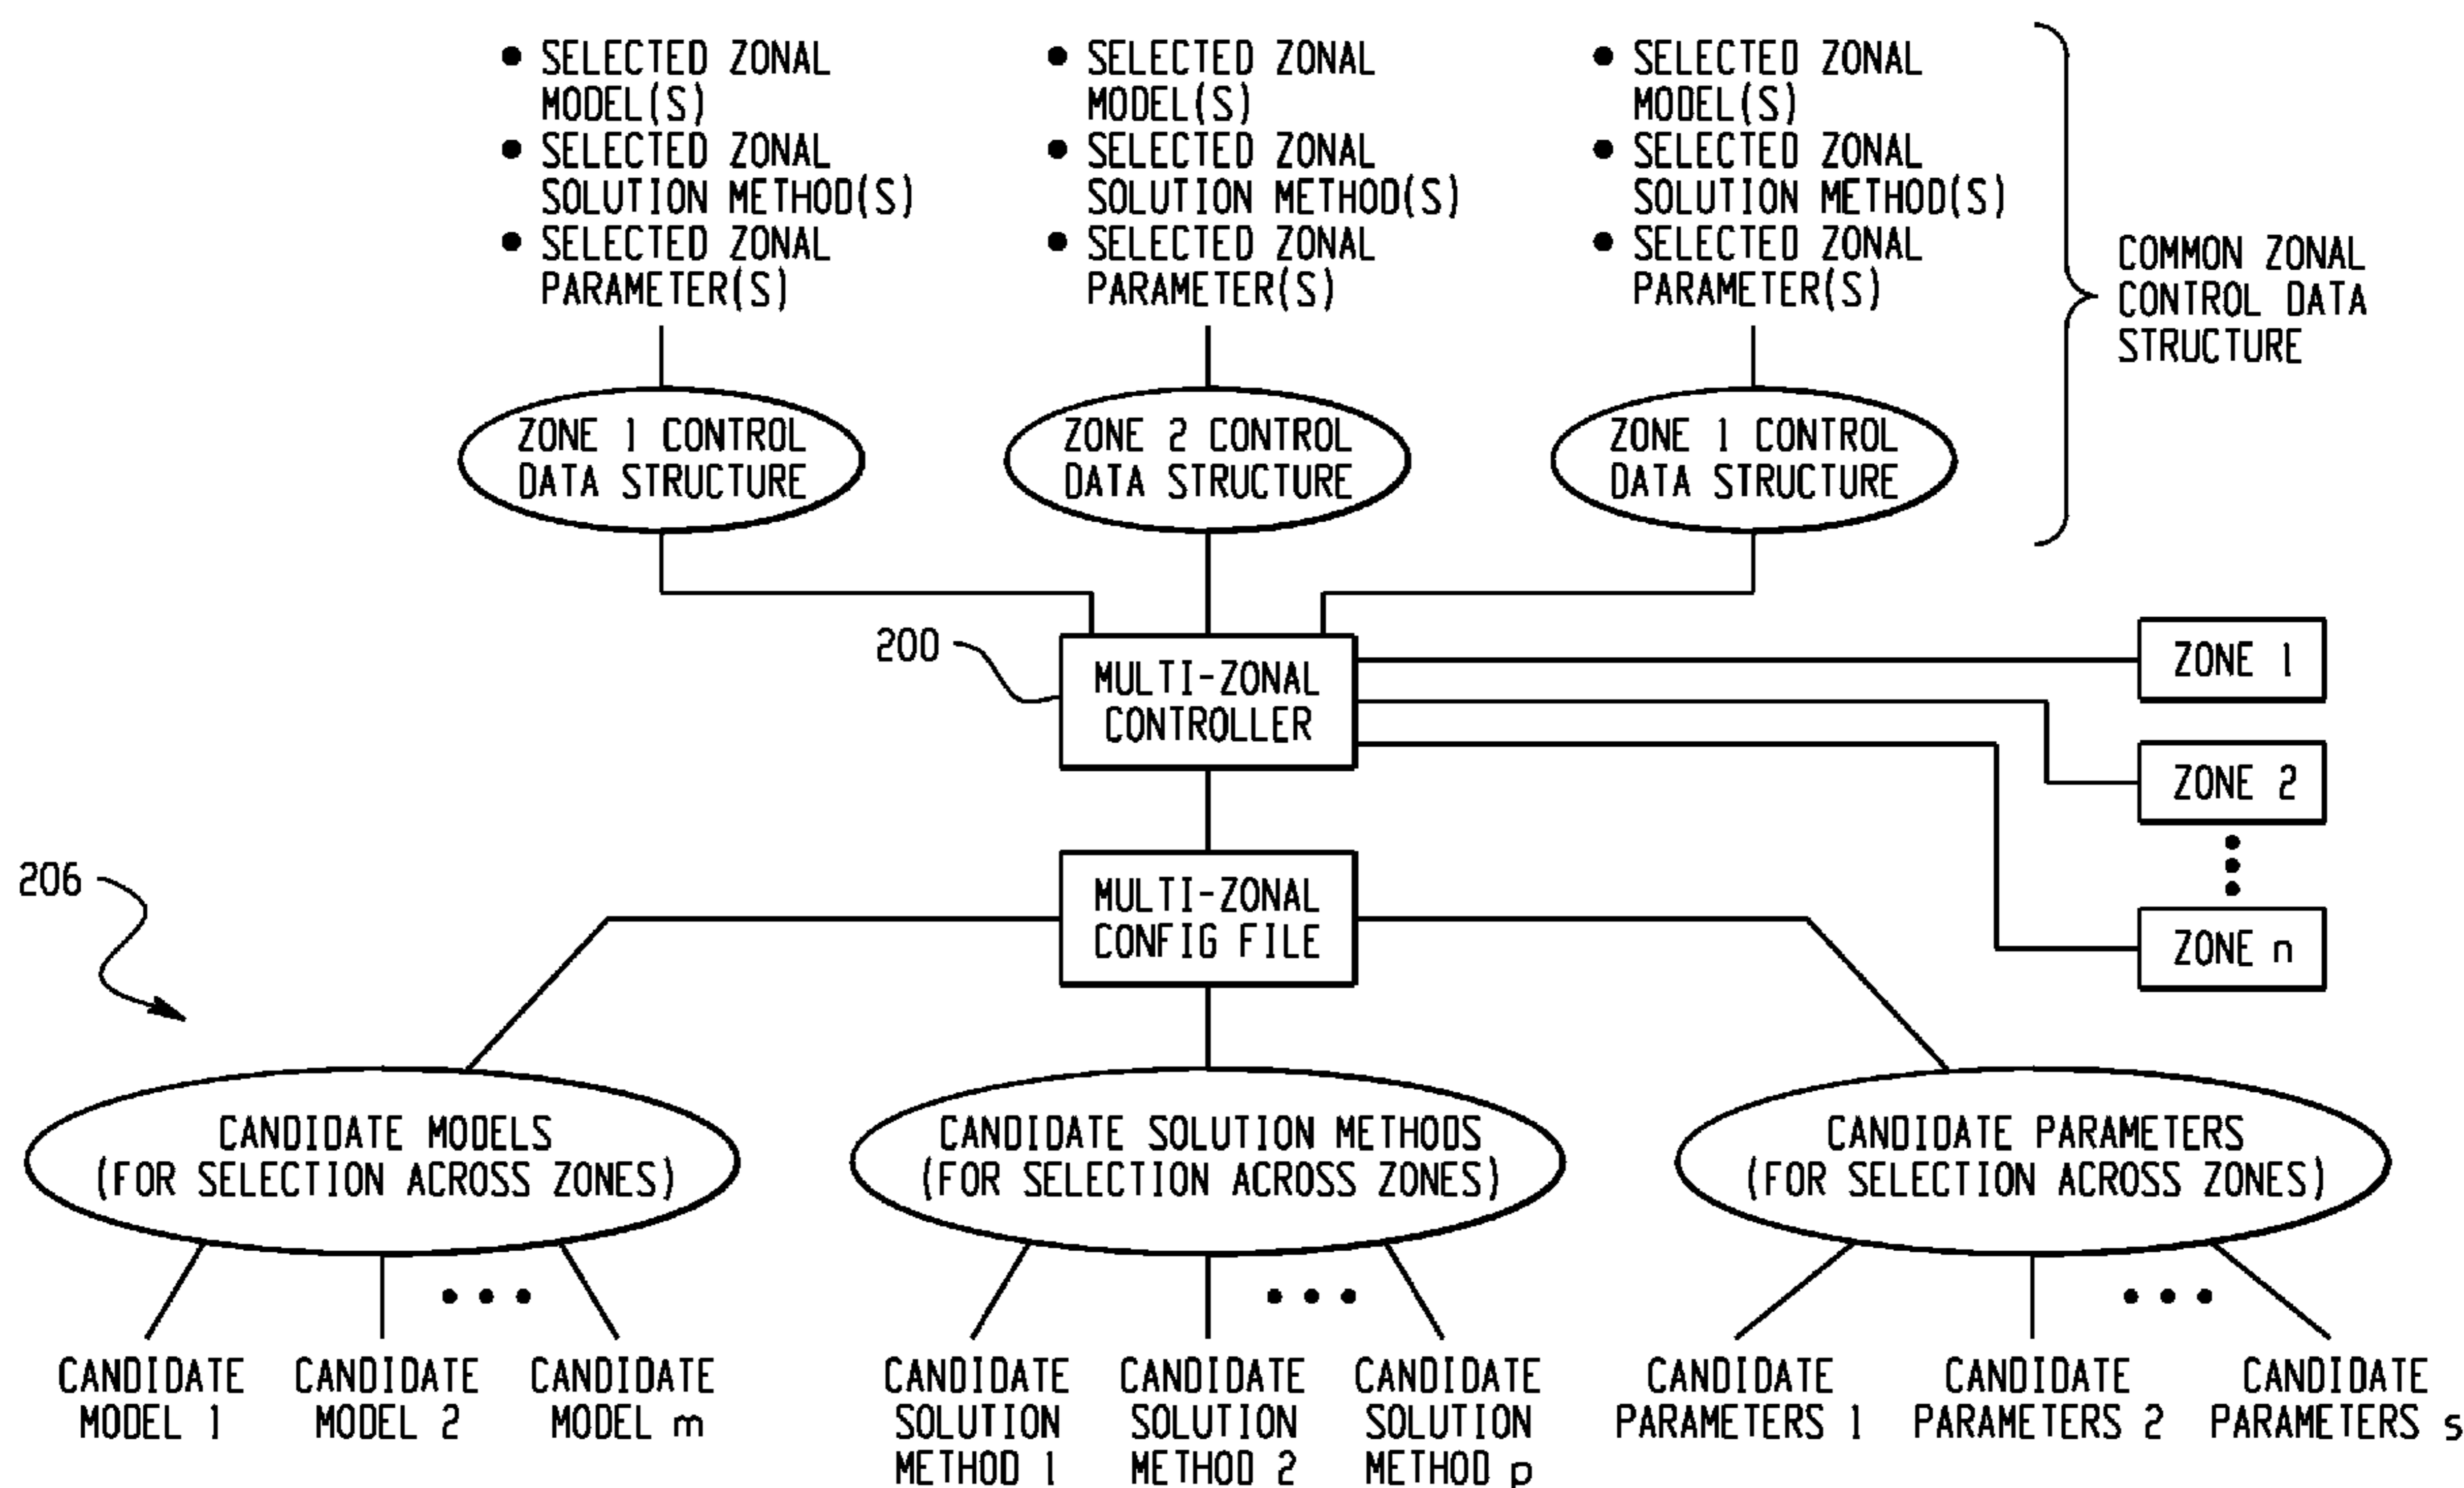 • SELECTED ZONAL
MODEL(S)
• SELECTED ZONAL
SOLUTION METHOD(S)
• SELECTED ZONAL
PARAMETER(S)
• SELECTED ZONAL
MODEL(S)
• SELECTED ZONAL
SOLUTION METHOD(S)
• SELECTED ZONAL
PARAMETER(S)
• SELECTED ZONAL
MODEL(S)
• SELECTED ZONAL
SOLUTION METHOD(S)
• SELECTED ZONAL
PARAMETER(S)
COMMON ZONAL
CONTROL DATA
STRUCTURE
ZONE 1 CONTROL
DATA STRUCTURE
ZONE 2 CONTROL
DATA STRUCTURE
ZONE 1 CONTROL
DATA STRUCTURE
200
MULTI-ZONAL
CONTROLLER
ZONE 1
ZONE 2
ZONE n
206
MULTI-ZONAL
CONFIG FILE
CANDIDATE MODELS
(FOR SELECTION ACROSS ZONES)
CANDIDATE SOLUTION METHODS
(FOR SELECTION ACROSS ZONES)
CANDIDATE PARAMETERS
(FOR SELECTION ACROSS ZONES)
CANDIDATE
MODEL 1
CANDIDATE
MODEL 2
CANDIDATE
MODEL m
CANDIDATE
SOLUTION
METHOD 1
CANDIDATE
SOLUTION
METHOD 2
CANDIDATE
SOLUTION
METHOD p
CANDIDATE
PARAMETERS 1
CANDIDATE
PARAMETERS 2
CANDIDATE
PARAMETERS s